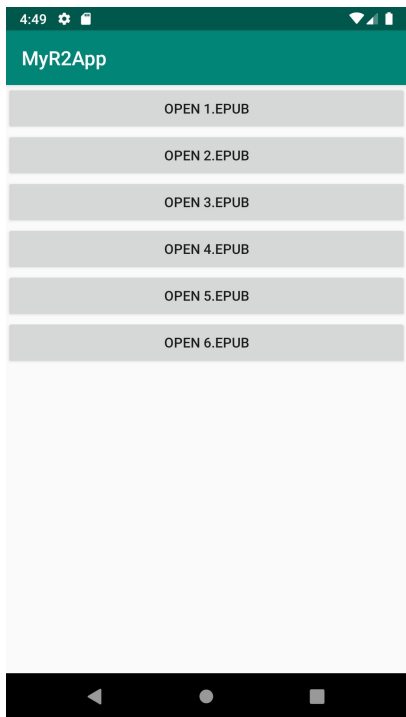 4:49
MyR2App
OPEN 1.EPUB
OPEN 2.EPUB
OPEN 3.EPUB
OPEN 4.EPUB
OPEN 5.EPUB
OPEN 6.EPUB